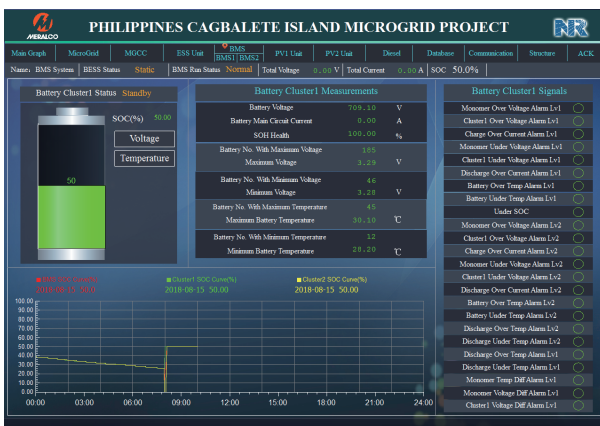 MERALCO
PHILIPPINES CAGBALETE ISLAND MICROGRID PROJECT
NR
Main Graph MicroGrid MGCC ESS Unit BMS PV1 Unit PV2 Unit Diesel Database Communication Structure ACK
BMS1 BMS2
Name: BMS System BESS Status Static BMS Run Status Normal Total Voltage 0.00 V Total Current 0.00 A SOC 50.0%
Battery Cluster1 Status Standby
SOC(%) 50.00
Voltage
Temperature
50
Battery Cluster1 Measurements
Battery Voltage 709.10 V
Battery Main Circuit Current 0.00 A
SOH Health 100.00 %
Battery No. With Maximum Voltage 185
Maximum Voltage 3.29 V
Battery No. With Minimum Voltage 46
Minimum Voltage 3.28 V
Battery No. With Maximum Temperature 45
Maximum Battery Temperature 30.10 ℃
Battery No. With Minimum Temperature 12
Minimum Battery Temperature 28.20 ℃
Battery Cluster1 Signals
Monomer Over Voltage Alarm Lv1
Cluster1 Over Voltage Alarm Lv1
Charge Over Current Alarm Lv1
Monomer Under Voltage Alarm Lv1
Cluster1 Under Voltage Alarm Lv1
Discharge Over Current Alarm Lv1
Battery Over Temp Alarm Lv1
Battery Under Temp Alarm Lv1
Under SOC
Monomer Over Voltage Alarm Lv2
Cluster1 Over Voltage Alarm Lv2
Charge Over Current Alarm Lv2
Monomer Under Voltage Alarm Lv2
Cluster1 Under Voltage Alarm Lv2
Discharge Over Current Alarm Lv2
Battery Over Temp Alarm Lv2
Battery Under Temp Alarm Lv2
Discharge Over Temp Alarm Lv2
Discharge Under Temp Alarm Lv2
Discharge Over Temp Alarm Lv1
Discharge Under Temp Alarm Lv1
Monomer Temp Diff Alarm Lv1
Monomer Voltage Diff Alarm Lv1
Cluster1 Voltage Diff Alarm Lv1
Cluster1 SOC Curve(%) Cluster2 SOC Curve(%)
2018-08-15 50.00 2018-08-15 50.00
100.00
90.00
80.00
70.00
60.00
50.00
40.00
30.00
20.00
10.00
0.00
00:00 03:00 06:00 09:00 12:00 15:00 18:00 21:00 24:00